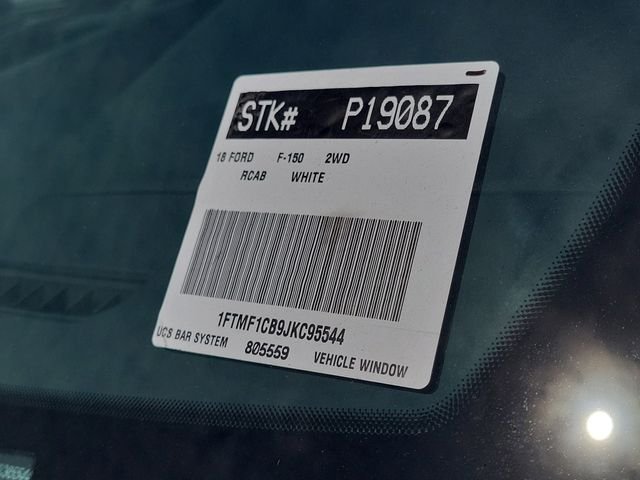 STK# P19087
18 FORD F-150 2WD
RCAB WHITE
1FTMF1CB9JKC95544
UCS BAR SYSTEM 805559 VEHICLE WINDOW